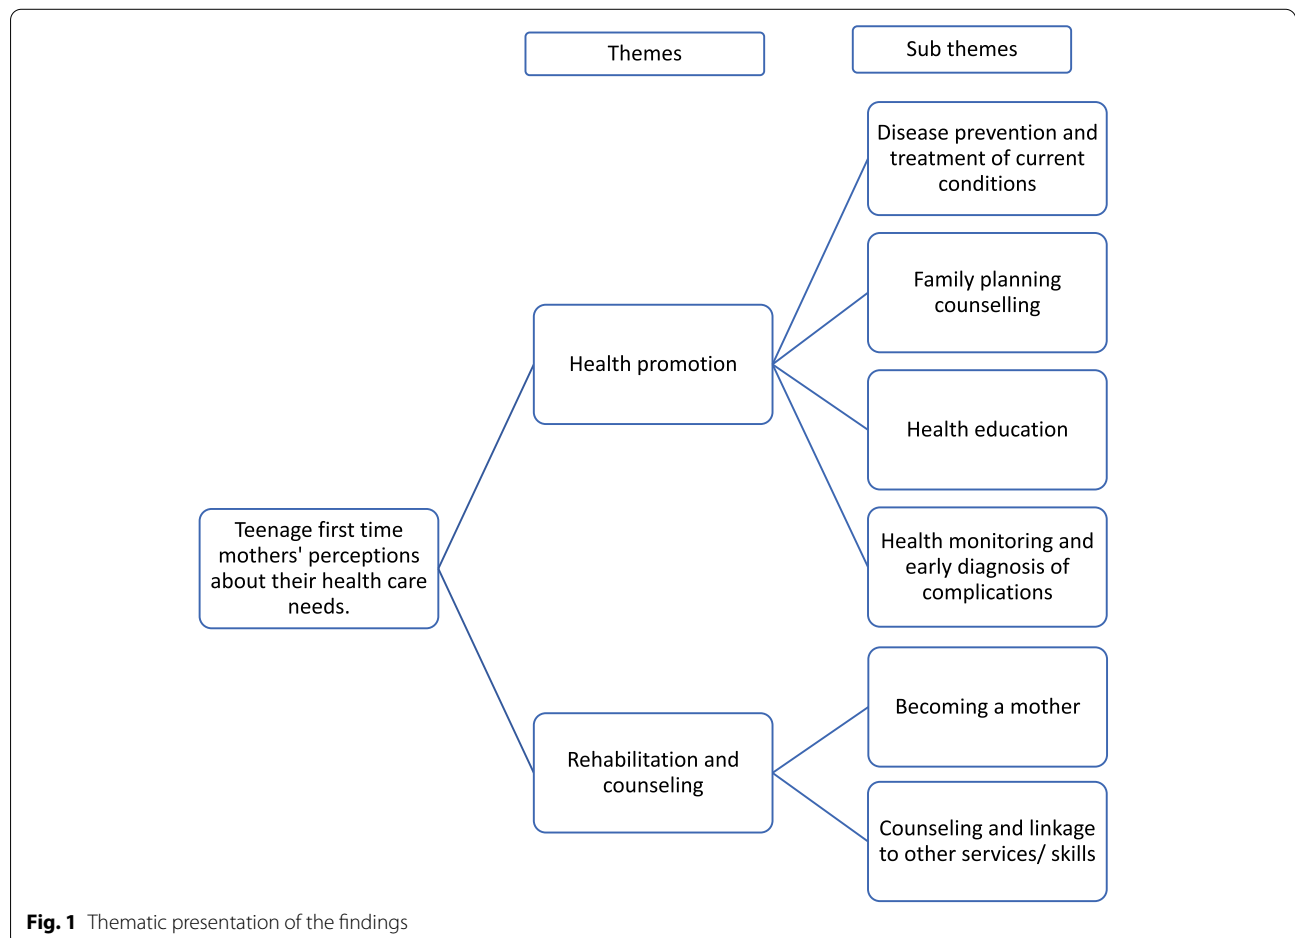 Themes
Sub themes
Disease prevention and
treatment of current
conditions
Family planning
counselling
Health promotion
Health education
Teenage first time
mothers' perceptions
about their health care
needs.
Health monitoring and
early diagnosis of
complications
Becoming a mother
Rehabilitation and
counseling
Counseling and linkage
to other services/ skills
Fig. 1 Thematic presentation of the findings